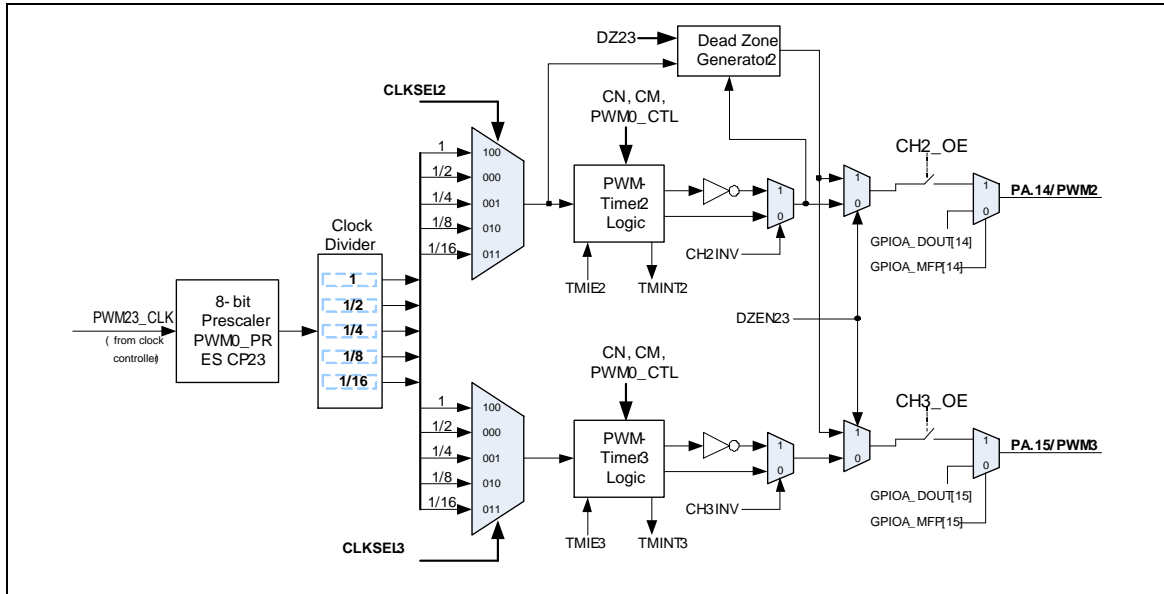 DZ23
Dead Zone
Generator2
CLKSEL2
CN, CM,
PWM0_CTL
1
1/2
1/4
1/8
1/16
100
000
001
010
011
PWM-
Timer2
Logic
1
0
CH2INV
TMIE2
TMINT2
1
0
CH2_OE
1
0
PA.14/PWM2
GPIOA_DOUT[14]
GPIOA_MFP[14]
Clock
Divider
1
1/2
1/4
1/8
1/16
PWM23_CLK
( from clock
controller)
8- bit
Prescaler
PWM0_PR
ES CP23
DZEN23
CN, CM,
PWM0_CTL
1
1/2
1/4
1/8
1/16
100
000
001
010
011
PWM-
Timer3
Logic
1
0
CH3INV
TMIE3
TMINT3
1
0
CH3_OE
1
0
PA.15/PWM3
GPIOA_DOUT[15]
GPIOA_MFP[15]
CLKSEL3